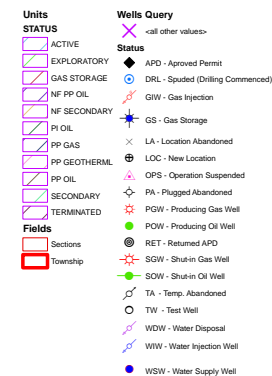 Units
STATUS
ACTIVE
EXPLORATORY
GAS STORAGE
NF PP OIL
NF SECONDARY
PI OIL
PP GAS
PP GEOTHERML
PP OIL
SECONDARY
TERMINATED
Fields
Sections
Township
Wells Query
<all other values>
Status
APD - Aproved Permit
DRL - Spuded (Drilling Commenced)
GIW - Gas Injection
GS - Gas Storage
LA - Location Abandoned
LOC - New Location
OPS - Operation Suspended
PA - Plugged Abandoned
PGW - Producing Gas Well
POW - Producing Oil Well
RET - Returned APD
SGW - Shut-in Gas Well
SOW - Shut-in Oil Well
TA - Temp. Abandoned
TW - Test Well
WDW - Water Disposal
WIW - Water Injection Well
WSW - Water Supply Well